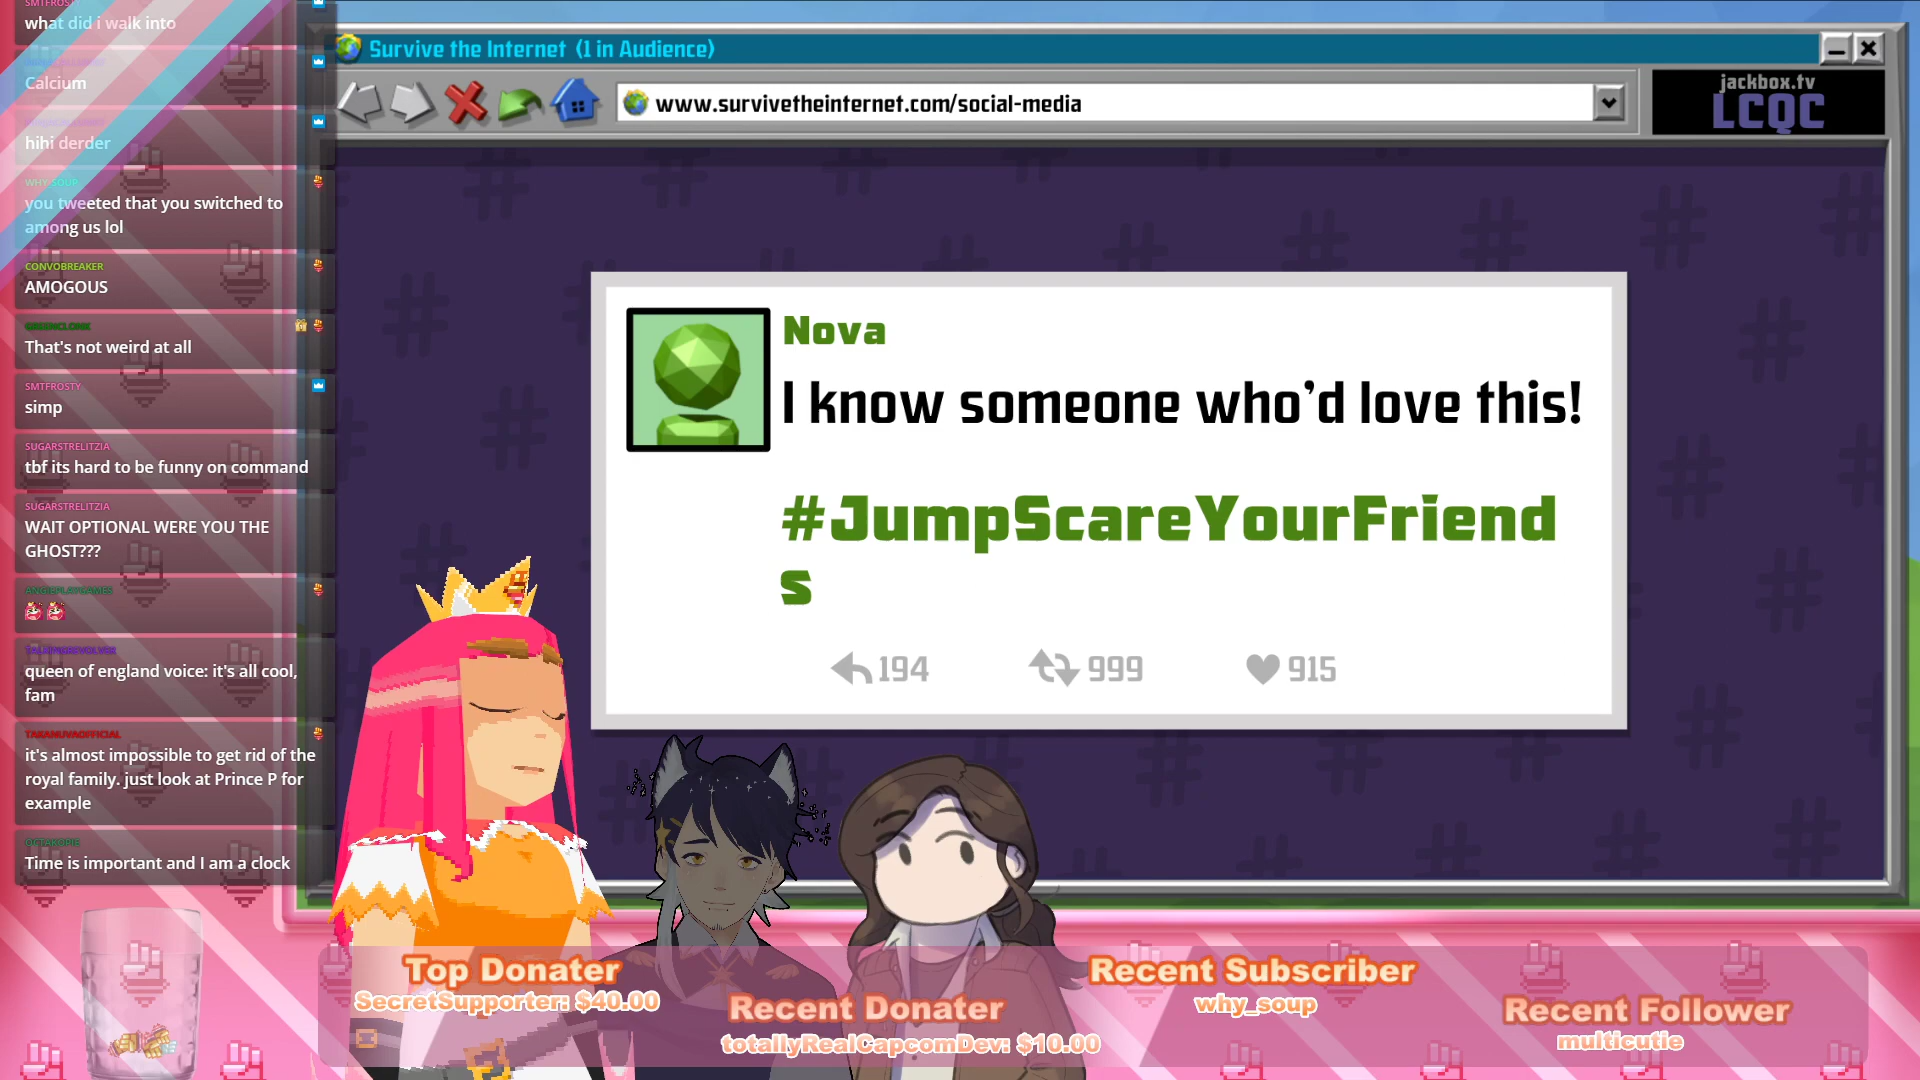 SMTFROSTY
what did i walk into
Calcium
hihi derder
WHY_SOUP
you tweeted that you switched to
among us lol
CONVOBREAKER
AMOGOUS
GREENCLONE
That's not weird at all
SMTFROSTY
simp
SUGARSTRELITZIA
tbf its hard to be funny on command
SUGARSTRELITZIA
WAIT OPTIONAL WERE YOU THE
GHOST???
queen of england voice: it's all cool,
fam
TAKANUVAOFFICIAL
it's almost impossible to get rid of the
royal family. just look at Prince P for
example
Time is important and I am a clock
Survive the Internet (1 in Audience)
www.survivetheinternet.com/social-media
jackbox.tv
LCQC
Nova
I know someone who'd love this!
#JumpScareYourFriend
s
194
999
915
Top Donater
SecretSupporter: $40.00
Recent Donater
totallyRealCapcomDev: $10.00
Recent Subscriber
why_soup
Recent Follower
multicutie